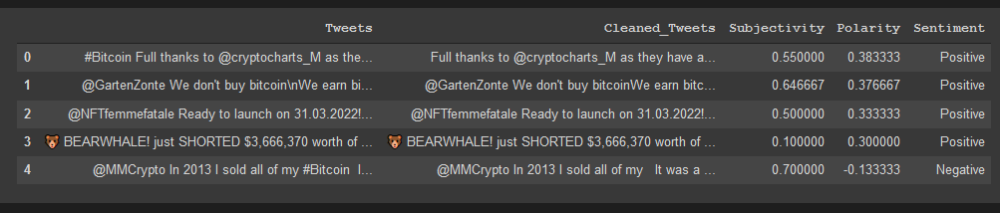 Tweets Cleaned_Tweets Subjectivity Polarity Sentiment
0 #Bitcoin Full thanks to @cryptocharts_M as the... Full thanks to @cryptocharts_M as they have a... 0.550000 0.383333 Positive
1 @GartenZonte We don't buy bitcoin\nWe earn bi... @GartenZonte We don't buy bitcoin\nWe earn bitc... 0.646667 0.376667 Positive
2 @NFTfemmefatale Ready to launch on 31.03.2022!... @NFTfemmefatale Ready to launch on 31.03.2022!... 0.500000 0.333333 Positive
3 🐻 BEARWHALE! just SHORTED $3,666,370 worth of ... 🐻 BEARWHALE! just SHORTED $3,666,370 worth of ... 0.100000 0.300000 Positive
4 @MMCrypto In 2013 I sold all of my #Bitcoin I... @MMCrypto In 2013 I sold all of my It was a ... 0.700000 -0.133333 Negative